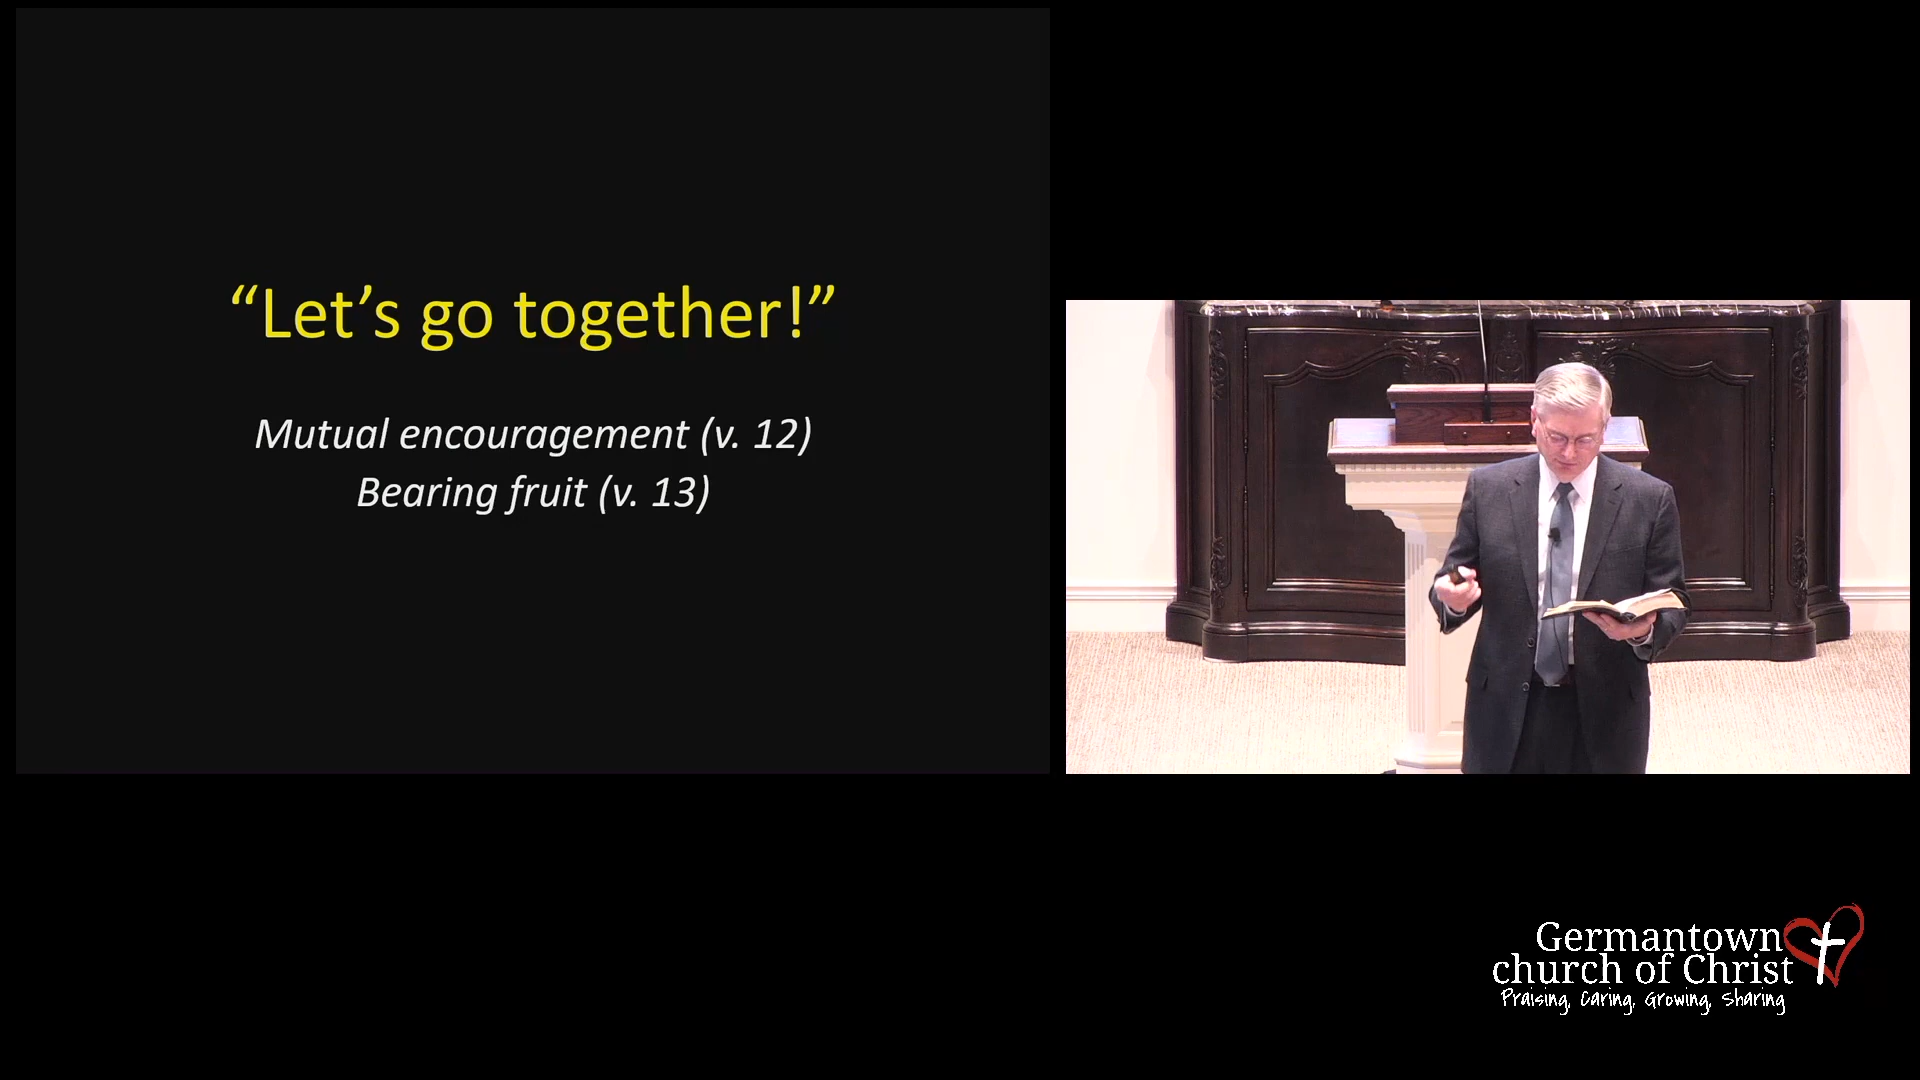 “Let’s go together!”
Mutual encouragement (v. 12)
Bearing fruit (v. 13)
Germantown
church of Christ
Praising, Caring, Growing, Sharing